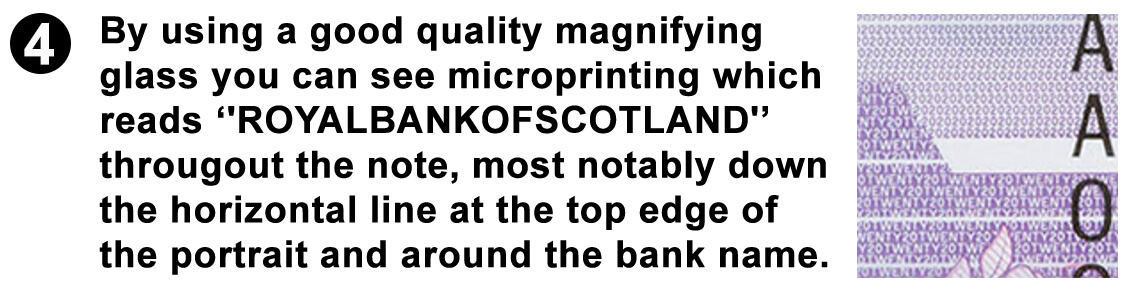 4
By using a good quality magnifying
glass you can see microprinting which
reads ‘'ROYALBANKOFSCOTLAND'’
througout the note, most notably down
the horizontal line at the top edge of
the portrait and around the bank name.
A
A
O
TWENTY20TWENTY20TWENTY20